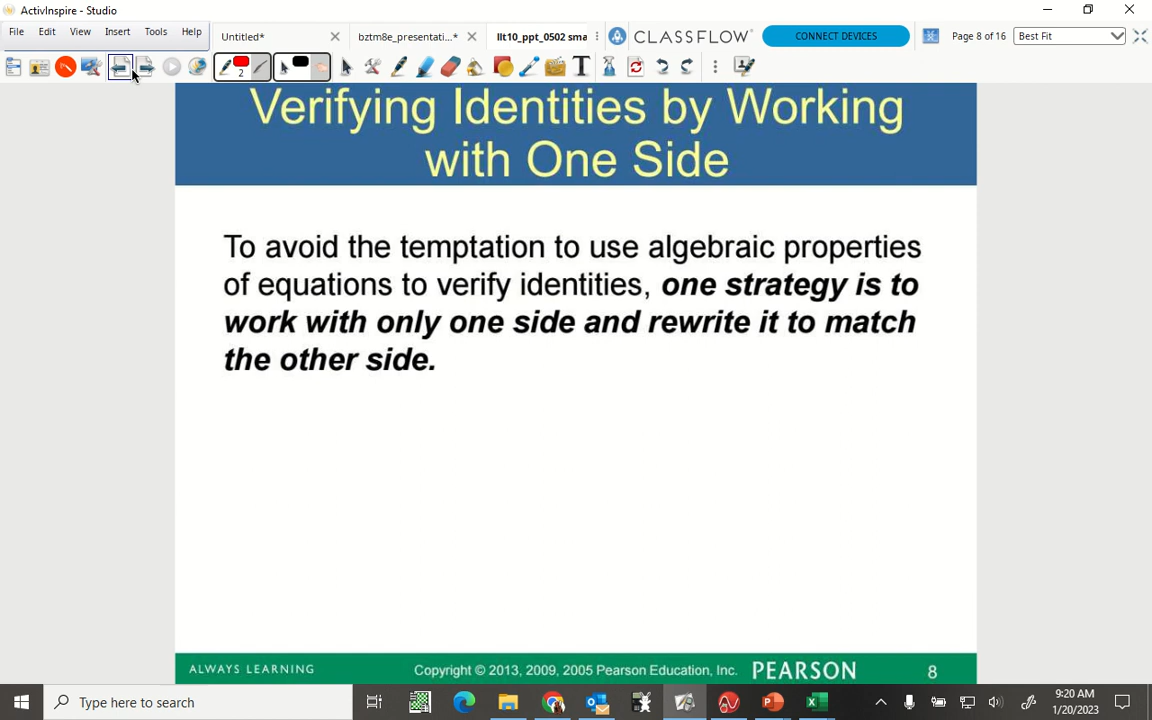 ActivInspire - Studio
File Edit View Insert Tools Help
Untitled*
bztm8e_presentati...*
llt10_ppt_0502 sma
CLASSFLOW
CONNECT DEVICES
Page 8 of 16
Best Fit
2
Verifying Identities by Working
with One Side
To avoid the temptation to use algebraic properties
of equations to verify identities, one strategy is to
work with only one side and rewrite it to match
the other side.
ALWAYS LEARNING
Copyright © 2013, 2009, 2005 Pearson Education, Inc.
PEARSON
8
Type here to search
9:20 AM
1/20/2023